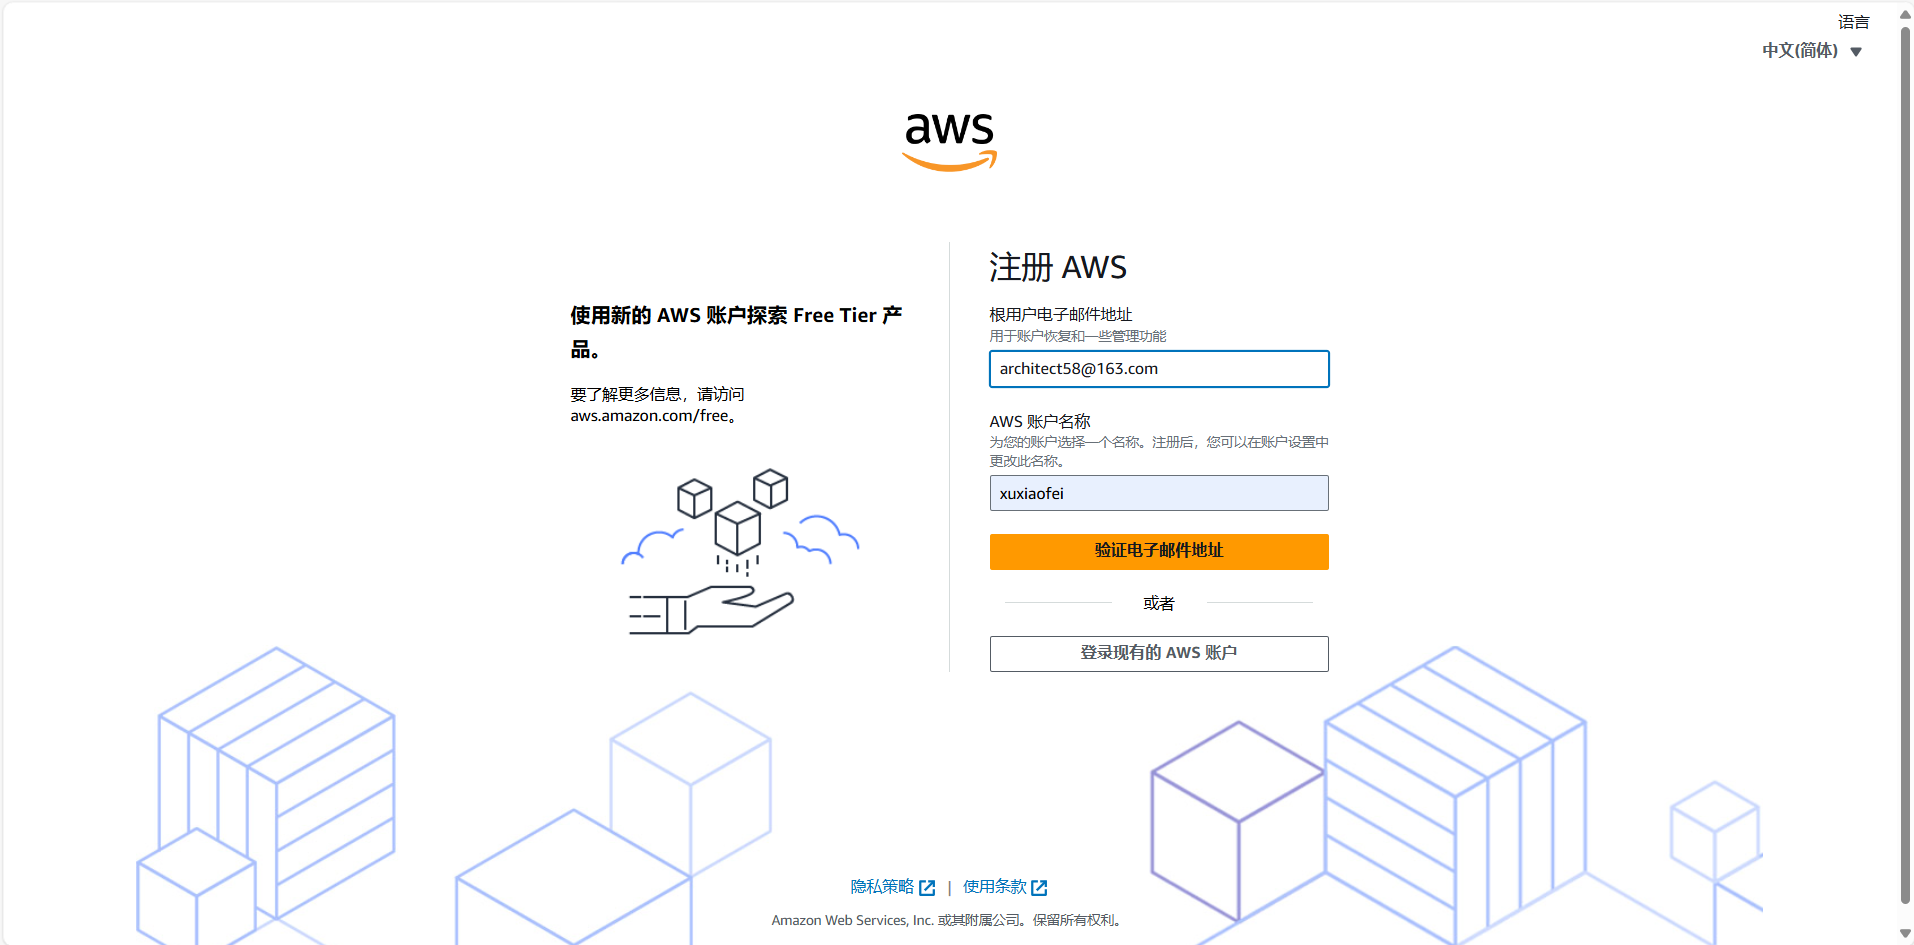 语言
中文(简体)
aws
使用新的 AWS 账户探索 Free Tier 产
品。
要了解更多信息，请访问
aws.amazon.com/free。
注册 AWS
根用户电子邮件地址
用于账户恢复和一些管理功能
architect58@163.com
AWS 账户名称
为您的账户选择一个名称。注册后，您可以在账户设置中
更改此名称。
xuxiaofei
验证电子邮件地址
或者
登录现有的 AWS 账户
隐私策略 | 使用条款
Amazon Web Services, Inc. 或其附属公司。保留所有权利。